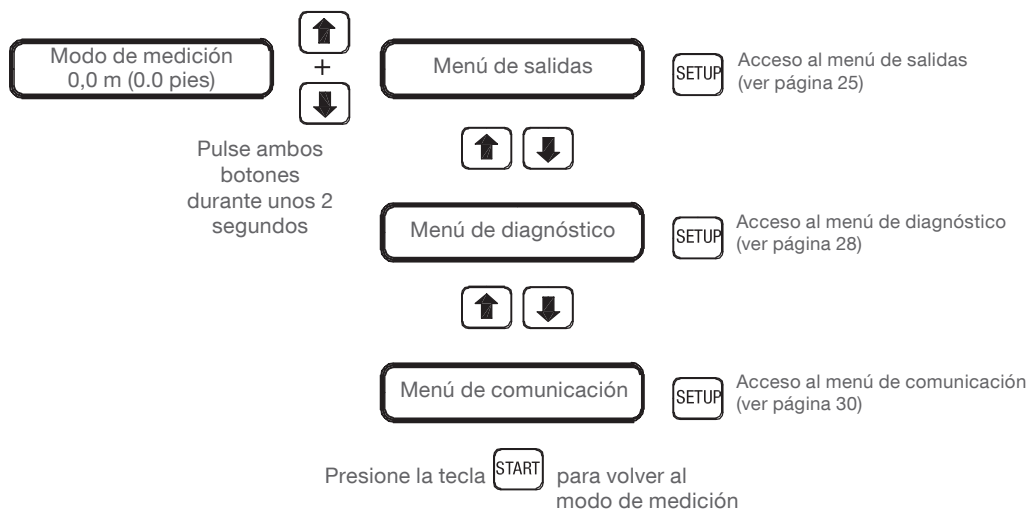 Modo de medición
0,0 m (0.0 pies)
+
Pulse ambos
botones
durante unos 2
segundos
Menú de salidas
SETUP
Acceso al menú de salidas
(ver página 25)
Menú de diagnóstico
SETUP
Acceso al menú de diagnóstico
(ver página 28)
Menú de comunicación
SETUP
Acceso al menú de comunicación
(ver página 30)
Presione la tecla START para volver al
modo de medición